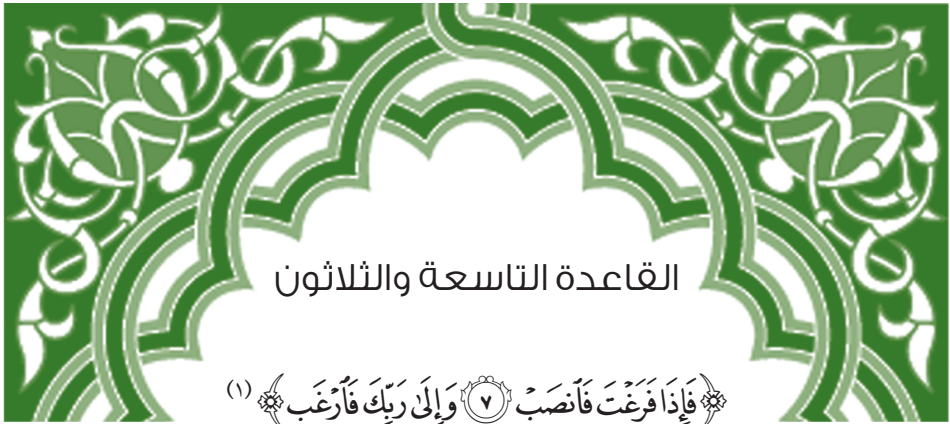 القاعدة التاسعة والثلاثون
﴿فَإِذَا فَرَغْتَ فَٱنصَبْ ٧ وَإِلَىٰ رَبِّكَ فَٱرْغَب﴾ (١)